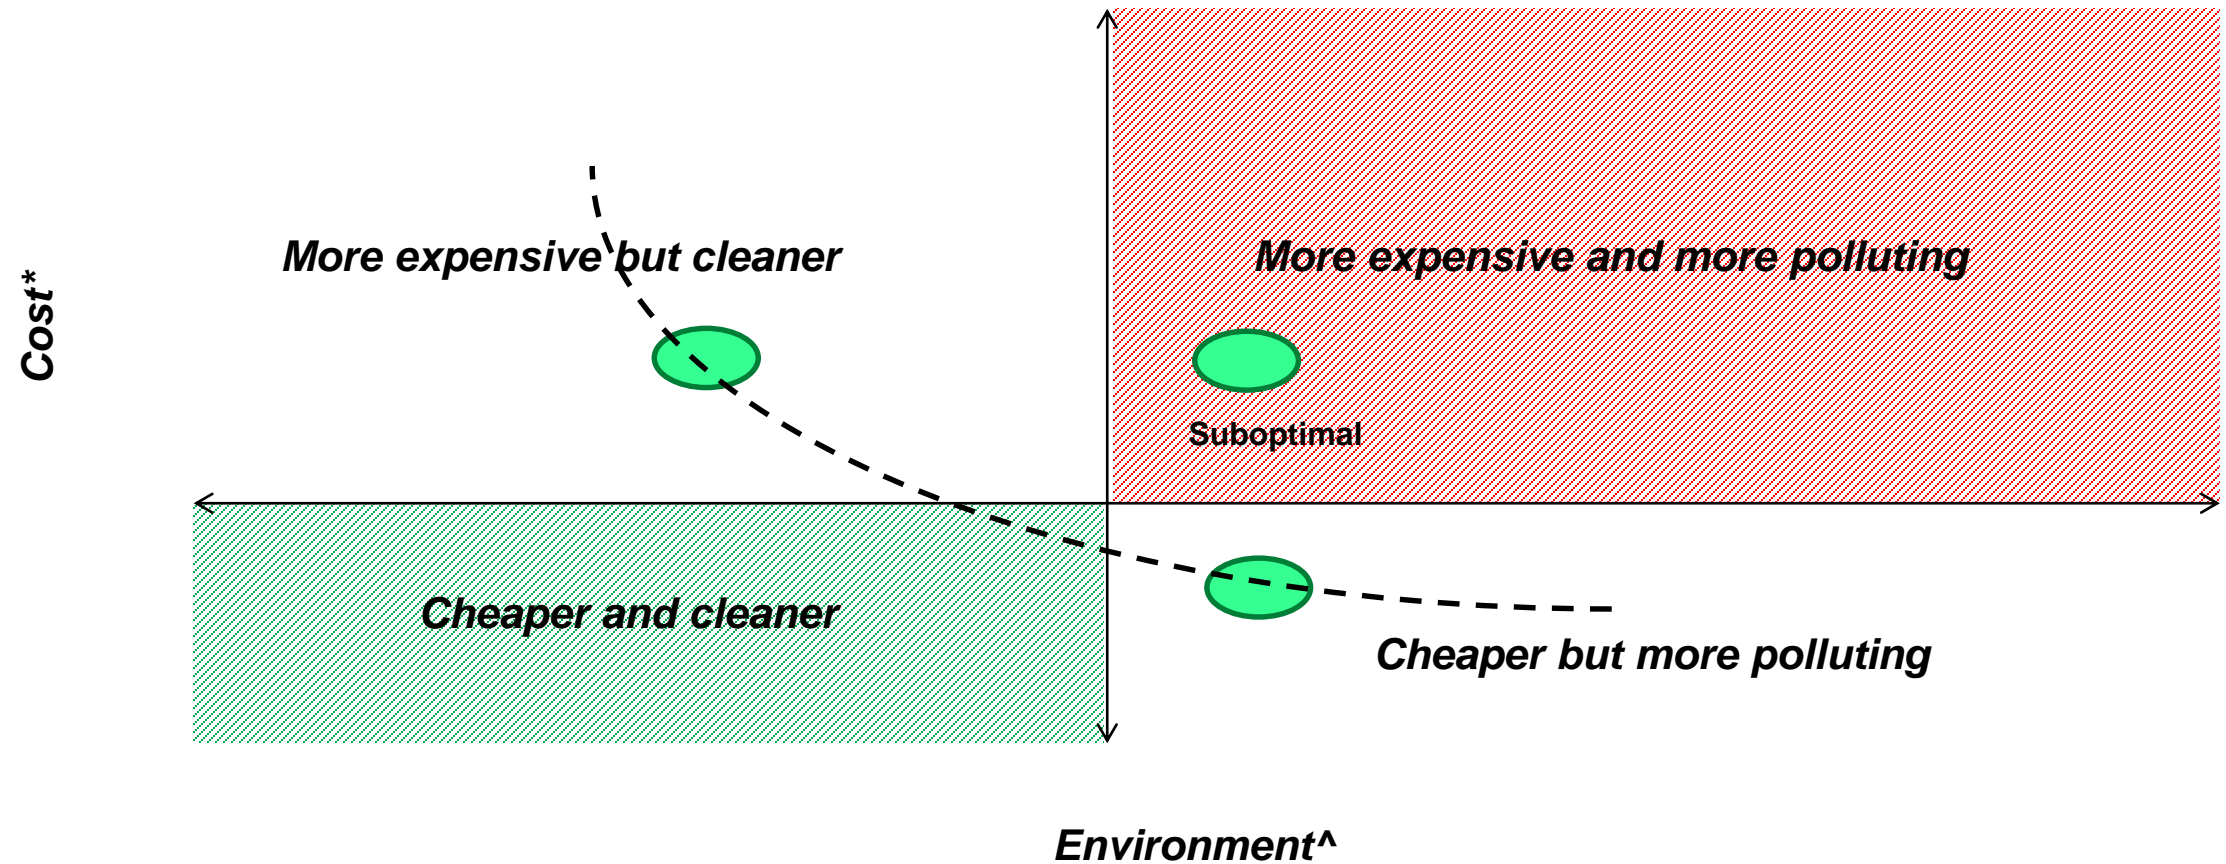 More expensive but cleaner
More expensive and more polluting
Cost*
Suboptimal
Cheaper and cleaner
Cheaper but more polluting
Environment^